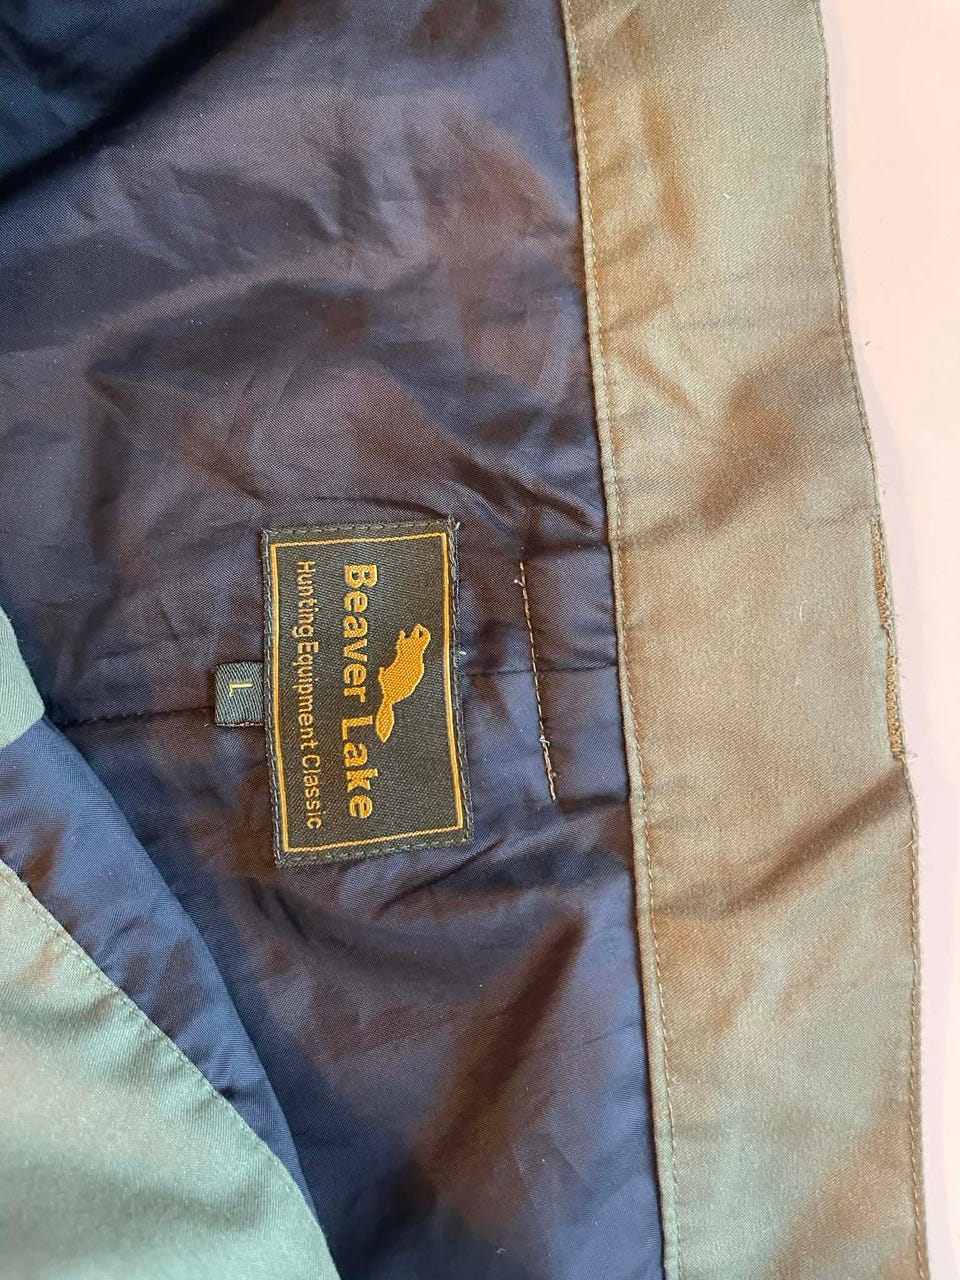 Beaver Lake
Hunting Equipment Classic
L